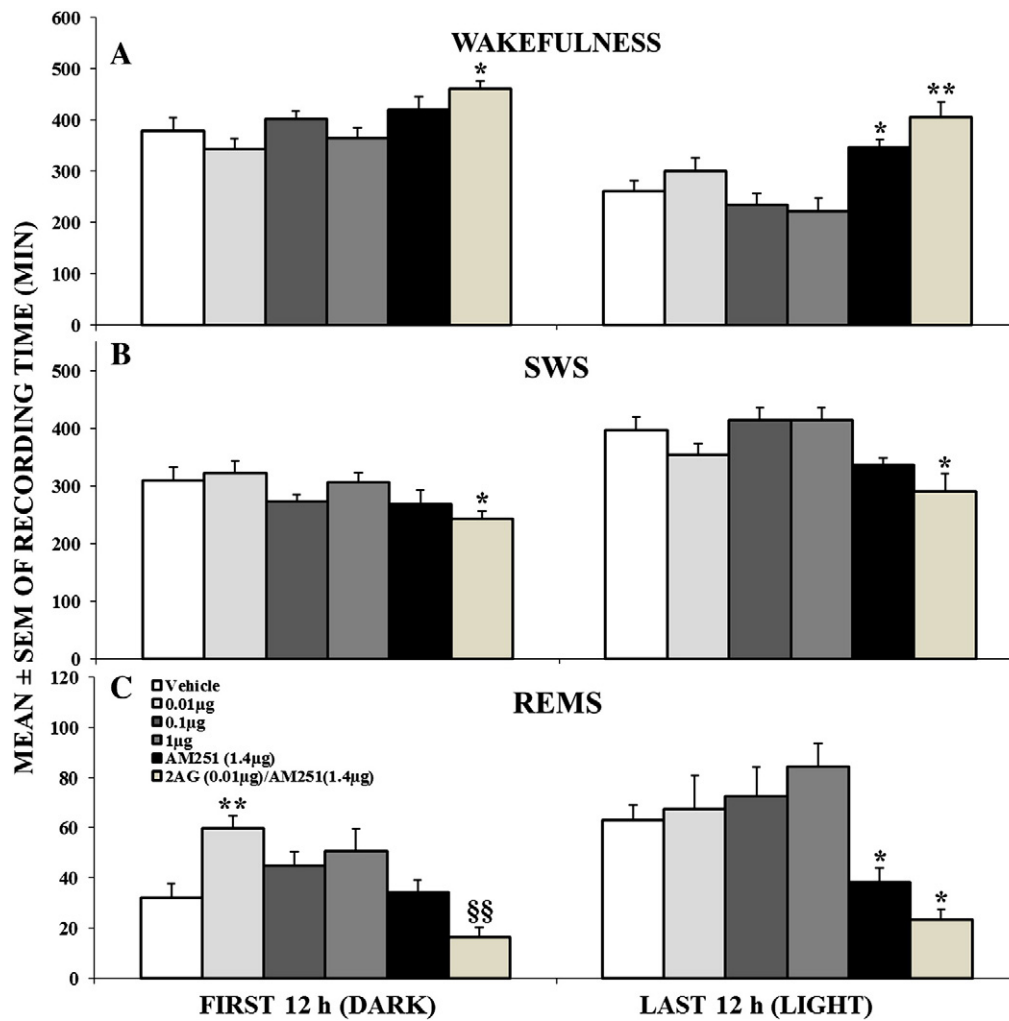 MEAN ± SEM OF RECORDING TIME (MIN)
A
WAKEFULNESS
600
500
400
300
200
100
0
*
*
**
B
SWS
500
400
300
200
100
0
*
*
C
REMS
120
100
80
60
40
20
0
Vehicle
0.01µg
0.1µg
1µg
AM251 (1.4µg)
2AG (0.01µg)/AM251(1.4µg)
**
§§
*
*
FIRST 12 h (DARK)
LAST 12 h (LIGHT)